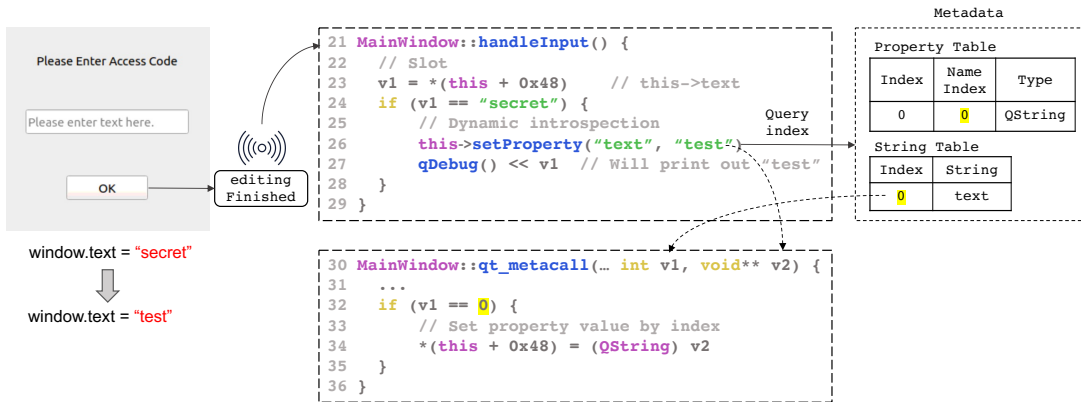 Please Enter Access Code
Please enter text here.
OK
editing
Finished
window.text = “secret”
window.text = “test”
21 MainWindow::handleInput() {
22 // Slot
23 v1 = *(this + 0x48) // this->text
24 if (v1 == “secret”) {
25 // Dynamic introspection
26 this->setProperty(“text”, “test”)
27 qDebug() << v1 // Will print out “test”
28 }
29 }
Query
index
30 MainWindow::qt_metacall(… int v1, void** v2) {
31 ...
32 if (v1 == 0) {
33 // Set property value by index
34 *(this + 0x48) = (QString) v2
35 }
36 }
Metadata
Property Table
Index Name Index Type
0 0 QString
String Table
Index String
0 text